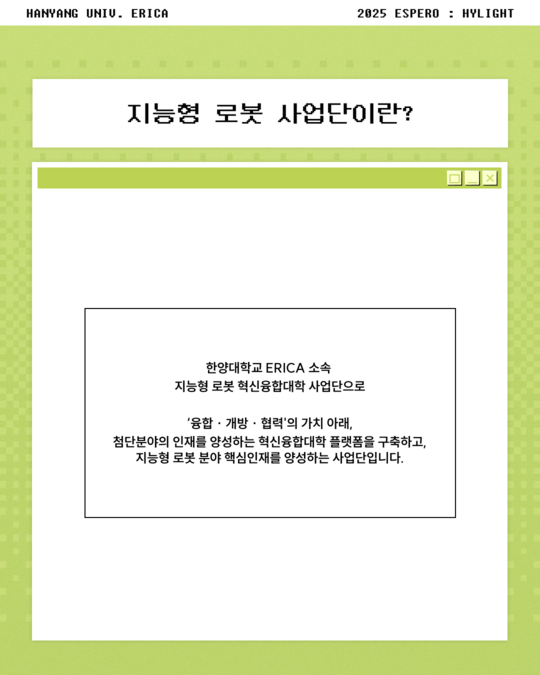 HANYANG UNIV. ERICA
2025 ESPERO : HYLIGHT
지능형 로봇 사업단이란?
한양대학교 ERICA 소속
지능형 로봇 혁신융합대학 사업단으로
'융합 · 개방 · 협력'의 가치 아래,
첨단분야의 인재를 양성하는 혁신융합대학 플랫폼을 구축하고,
지능형 로봇 분야 핵심인재를 양성하는 사업단입니다.